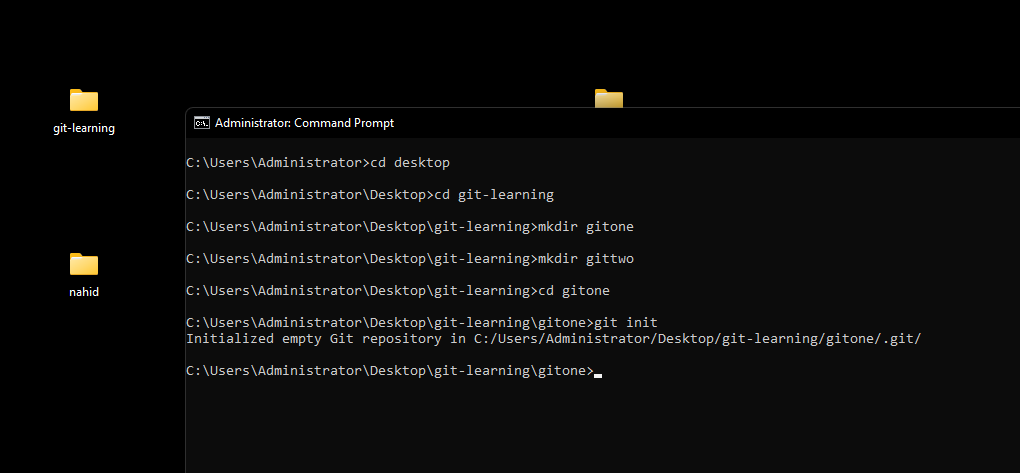 git-learning
nahid
Administrator: Command Prompt
C:\Users\Administrator>cd desktop
C:\Users\Administrator\Desktop>cd git-learning
C:\Users\Administrator\Desktop\git-learning>mkdir gitone
C:\Users\Administrator\Desktop\git-learning>mkdir gittwo
C:\Users\Administrator\Desktop\git-learning>cd gitone
C:\Users\Administrator\Desktop\git-learning\gitone>git init
Initialized empty Git repository in C:/Users/Administrator/Desktop/git-learning/gitone/.git/
C:\Users\Administrator\Desktop\git-learning\gitone>